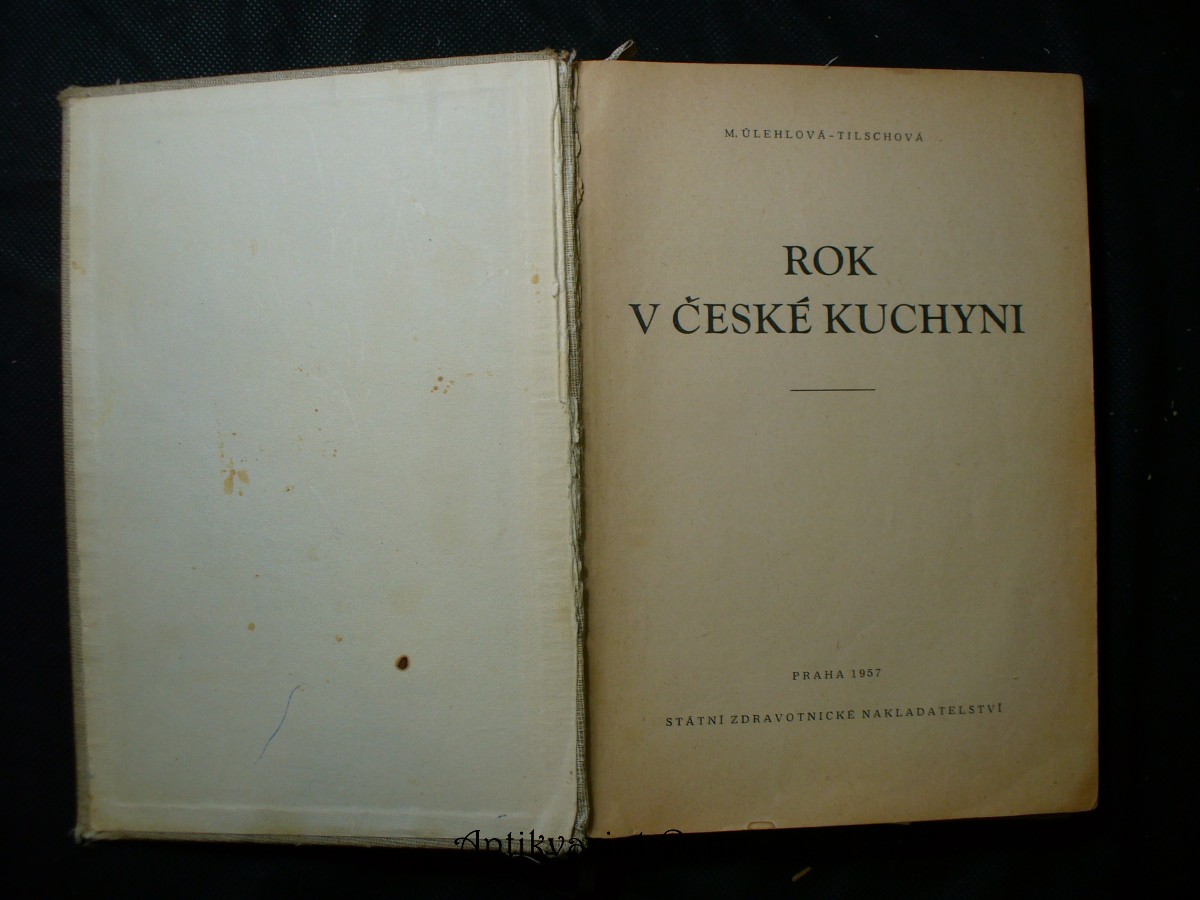 M. ÚLEHLOVÁ-TILSCHOVÁ
ROK
V ČESKÉ KUCHYNI
PRAHA 1957
STÁTNÍ ZDRAVOTNICKÉ NAKLADATELSTVÍ